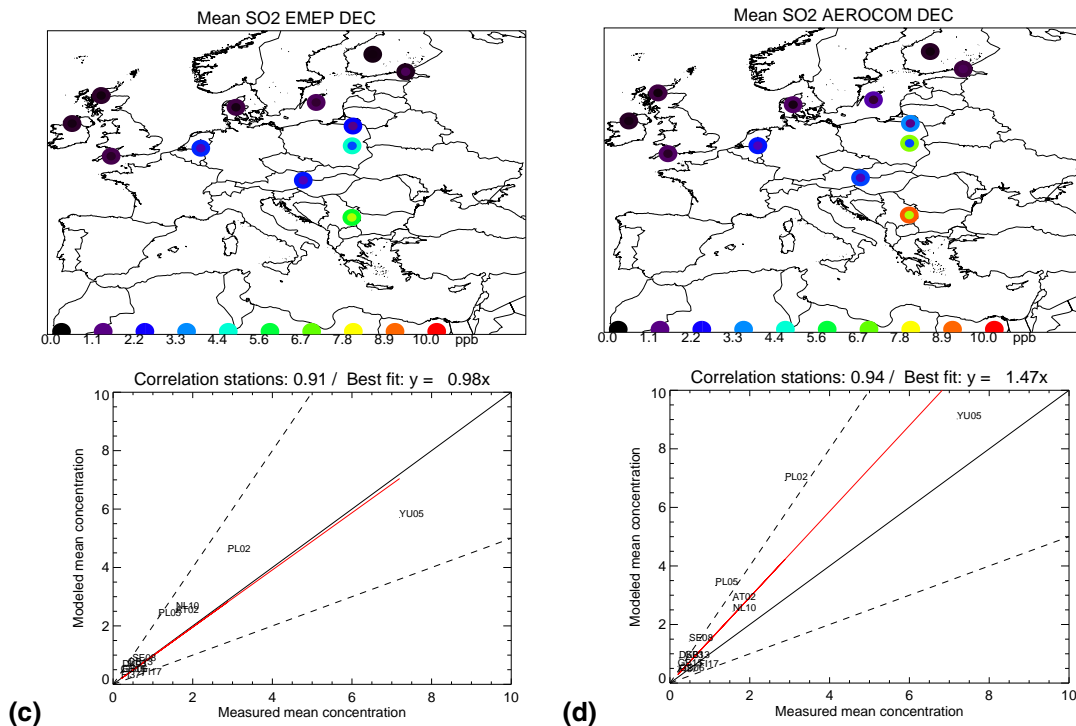 Mean SO2 EMEP DEC
0.0 1.1 2.2 3.3 4.4 5.6 6.7 7.8 8.9 10.0 ppb
Correlation stations: 0.91 / Best fit: y = 0.98x
Modeled mean concentration
10
8
6
4
2
0
YU05
PL02
NL10
AT02
PL05
SE08
FI17
0 2 4 6 8 10
Measured mean concentration
(c)
Mean SO2 AEROCOM DEC
0.0 1.1 2.2 3.3 4.4 5.6 6.7 7.8 8.9 10.0 ppb
Correlation stations: 0.94 / Best fit: y = 1.47x
Modeled mean concentration
10
8
6
4
2
0
YU05
PL02
PL05
AT02
NL10
SE08
FI17
0 2 4 6 8 10
Measured mean concentration
(d)